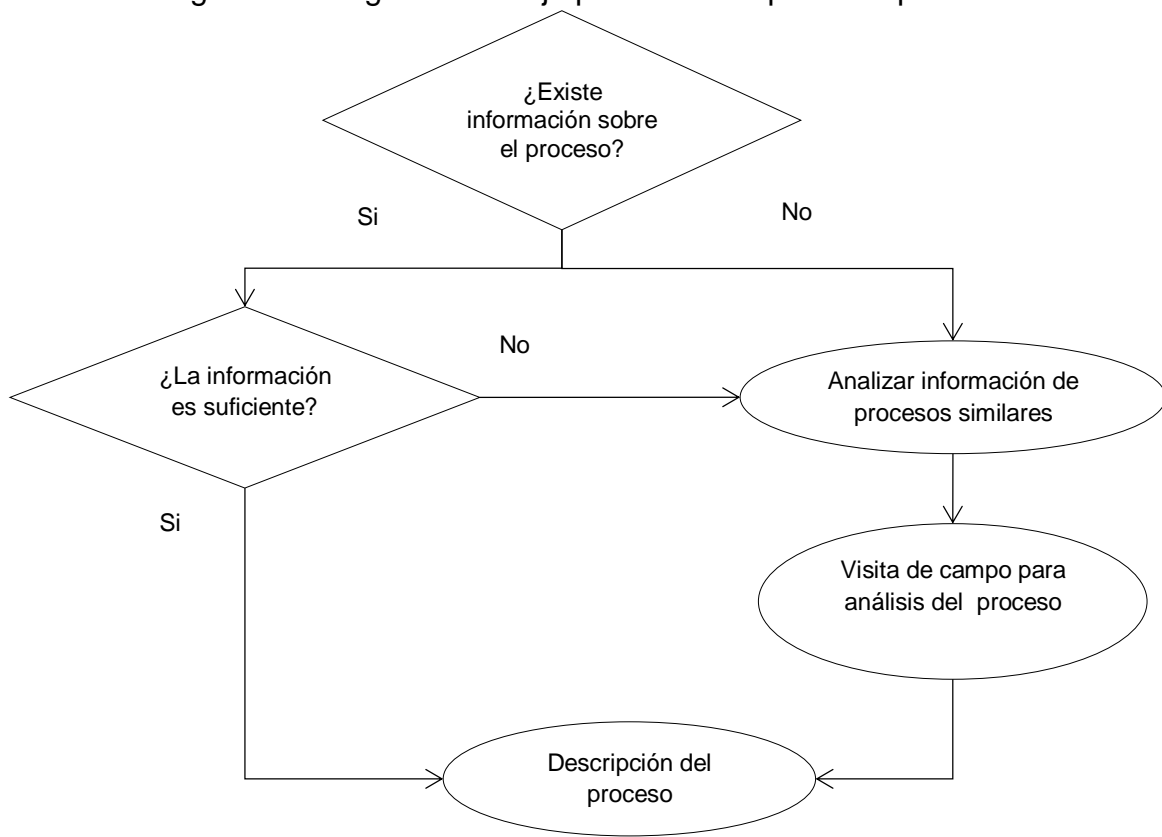 ¿Existe
información sobre
el proceso?
Si
No
¿La información
es suficiente?
No
Analizar información de
procesos similares
Si
Visita de campo para
análisis del proceso
Descripción del
proceso